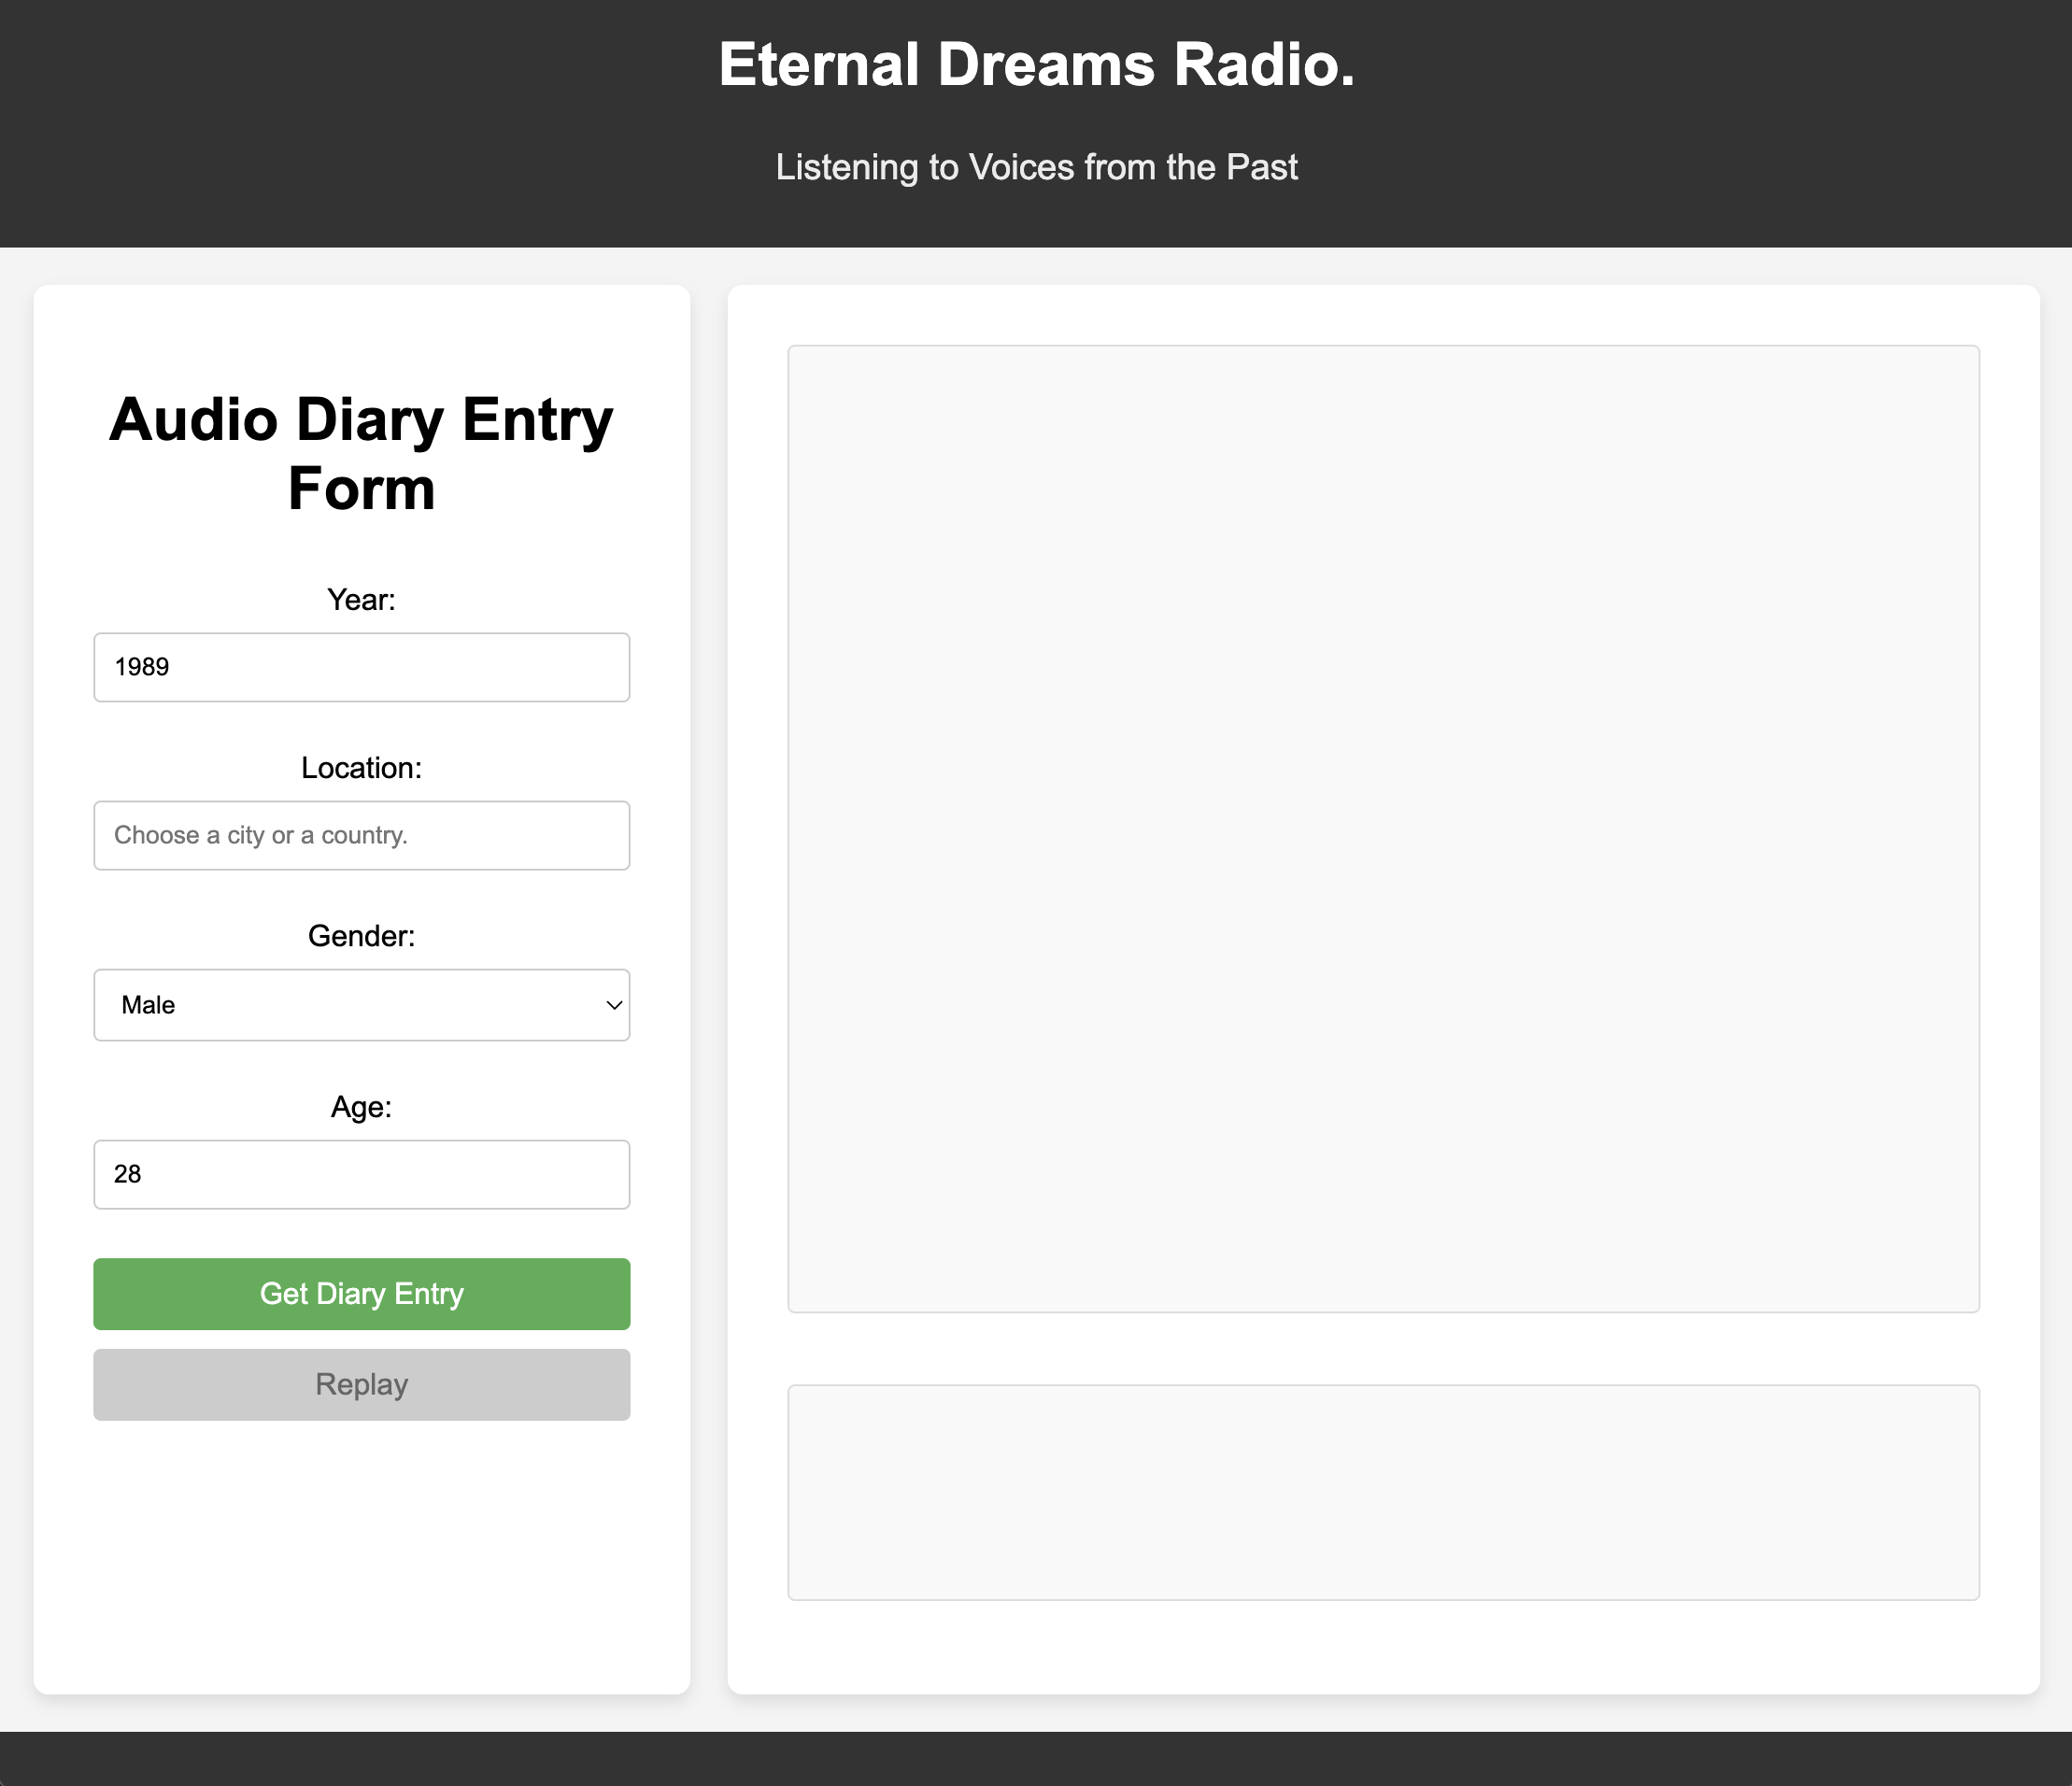 Eternal Dreams Radio.
Listening to Voices from the Past
Audio Diary Entry
Form
Year:
1989
Location:
Choose a city or a country.
Gender:
Male
Age:
28
Get Diary Entry
Replay